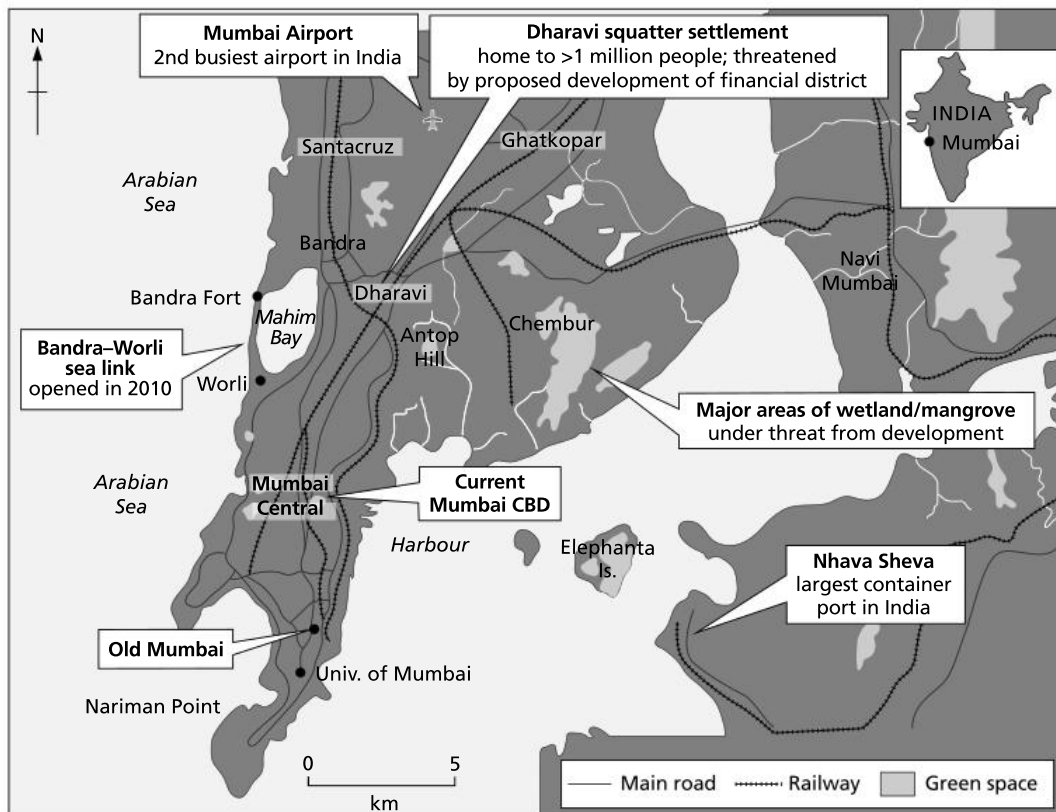 N
Mumbai Airport
2nd busiest airport in India
Dharavi squatter settlement
home to >1 million people; threatened
by proposed development of financial district
INDIA
Mumbai
Santacruz
Ghatkopar
Arabian
Sea
Bandra
Navi
Mumbai
Bandra Fort
Dharavi
Mahim
Bay
Chembur
Antop
Hill
Bandra–Worli
sea link
opened in 2010
Worli
Major areas of wetland/mangrove
under threat from development
Arabian
Sea
Mumbai
Central
Current
Mumbai CBD
Harbour
Elephanta
Is.
Nhava Sheva
largest container
port in India
Old Mumbai
Univ. of Mumbai
Nariman Point
0 5
km
Main road
Railway
Green space